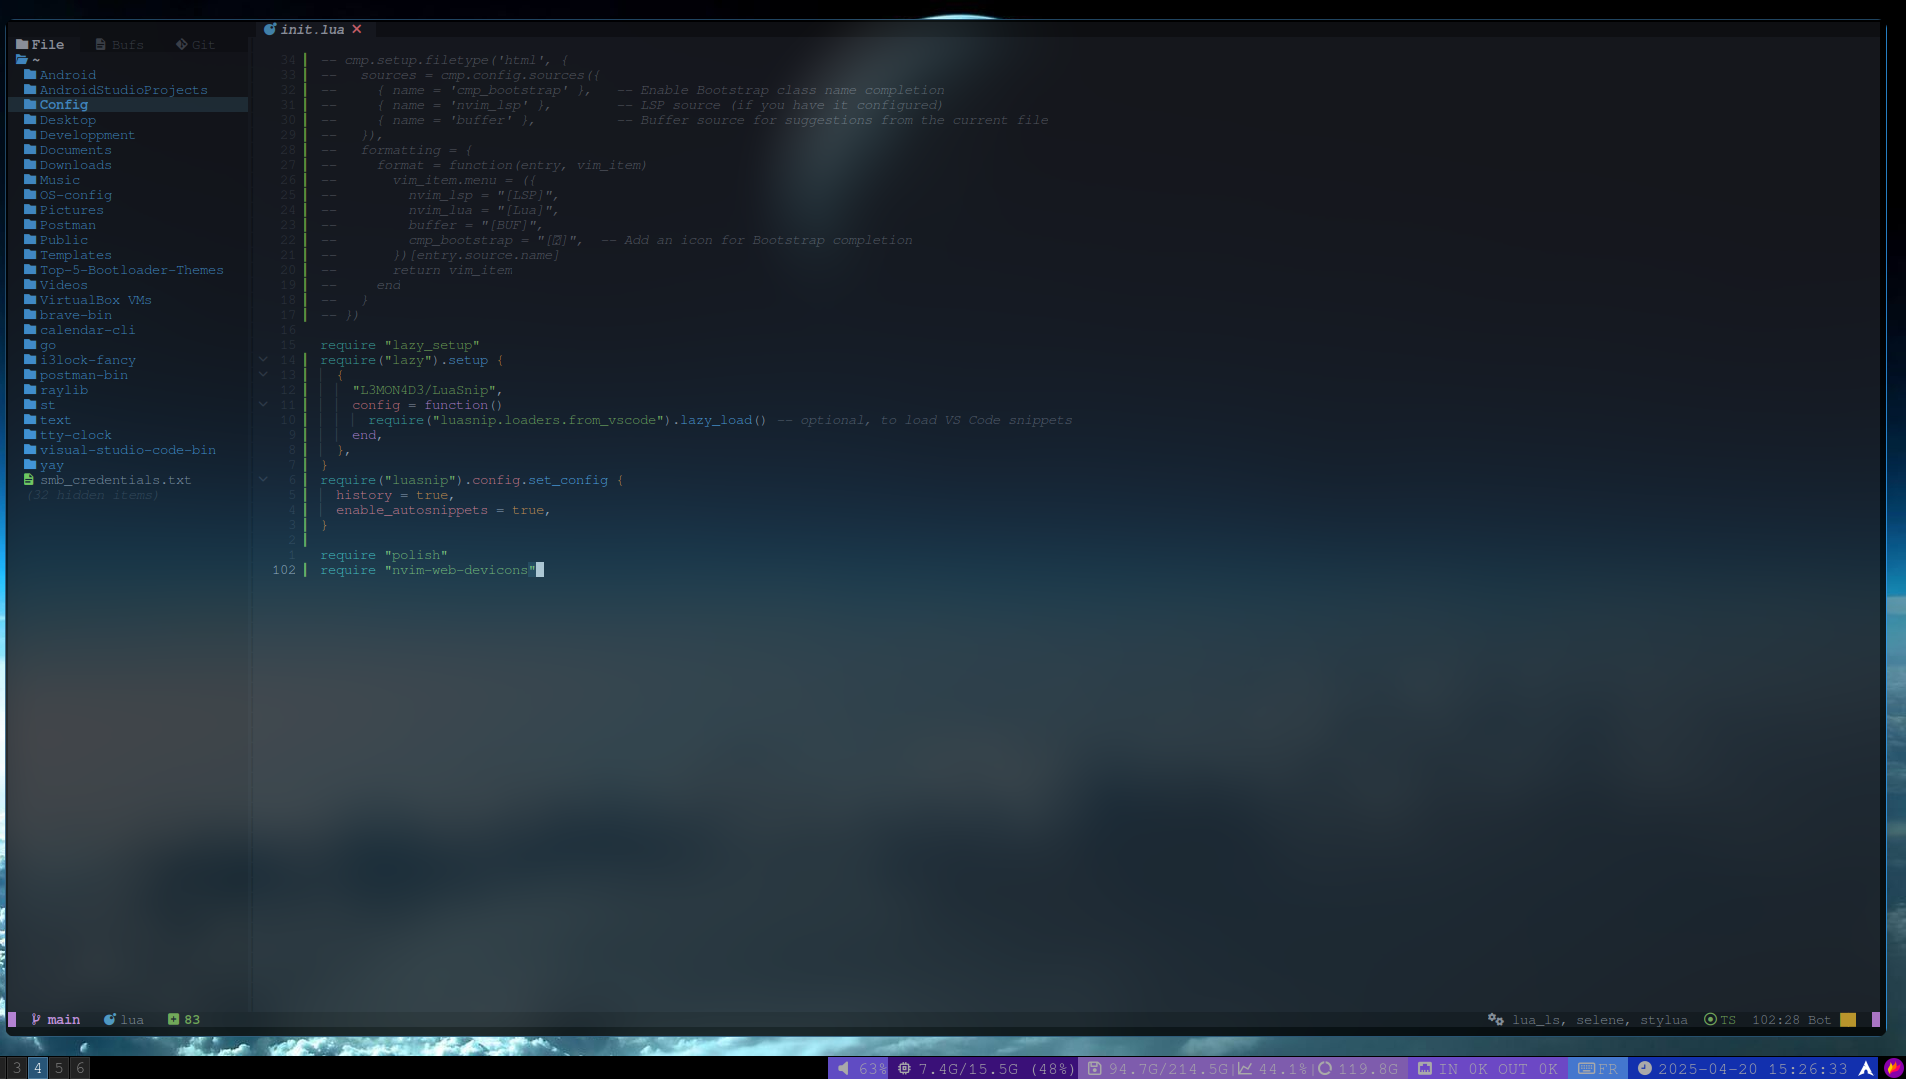 init.lua ✕
File Bufs Git
~
Android
AndroidStudioProjects
Config
Desktop
Developpment
Documents
Downloads
Music
OS-config
Pictures
Postman
Public
Templates
Top-5-Bootloader-Themes
Videos
VirtualBox VMs
brave-bin
calendar-cli
go
i3lock-fancy
postman-bin
raylib
st
text
tty-clock
visual-studio-code-bin
yay
smb_credentials.txt
(32 hidden items)
34 -- cmp.setup.filetype('html', {
33 --   sources = cmp.config.sources({
32 --     { name = 'cmp_bootstrap' },   -- Enable Bootstrap class name completion
31 --     { name = 'nvim_lsp' },        -- LSP source (if you have it configured)
30 --     { name = 'buffer' },          -- Buffer source for suggestions from the current file
29 --   }),
28 --   formatting = {
27 --     format = function(entry, vim_item)
26 --       vim_item.menu = ({
25 --         nvim_lsp = "[LSP]",
24 --         nvim_lua = "[Lua]",
23 --         buffer = "[BUF]",
22 --         cmp_bootstrap = "[]",  -- Add an icon for Bootstrap completion
21 --       })[entry.source.name]
20 --       return vim_item
19 --     end
18 --   }
17 -- })
16
15 require "lazy_setup"
14 require("lazy").setup {
13   {
12     "L3MON4D3/LuaSnip",
11     config = function()
10       require("luasnip.loaders.from_vscode").lazy_load() -- optional, to load VS Code snippets
9     end,
8   },
7 }
6 require("luasnip").config.set_config {
5   history = true,
4   enable_autosnippets = true,
3 }
2
1 require "polish"
102 require "nvim-web-devicons"
main lua 83 lua_ls, selene, stylua TS 102:28 Bot
3 4 5 6 63% 7.4G/15.5G (48%) 94.7G/214.5G| 44.1%| 119.8G IN 0K OUT 0K FR 2025-04-20 15:26:33